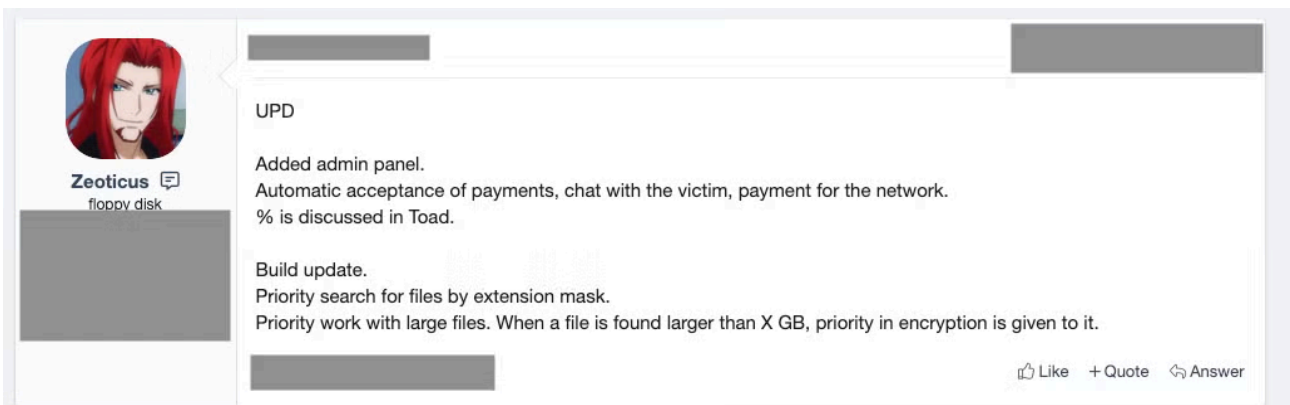 UPD
Zeoticus
floppy disk
Added admin panel.
Automatic acceptance of payments, chat with the victim, payment for the network.
% is discussed in Toad.
Build update.
Priority search for files by extension mask.
Priority work with large files. When a file is found larger than X GB, priority in encryption is given to it.
Like + Quote Answer